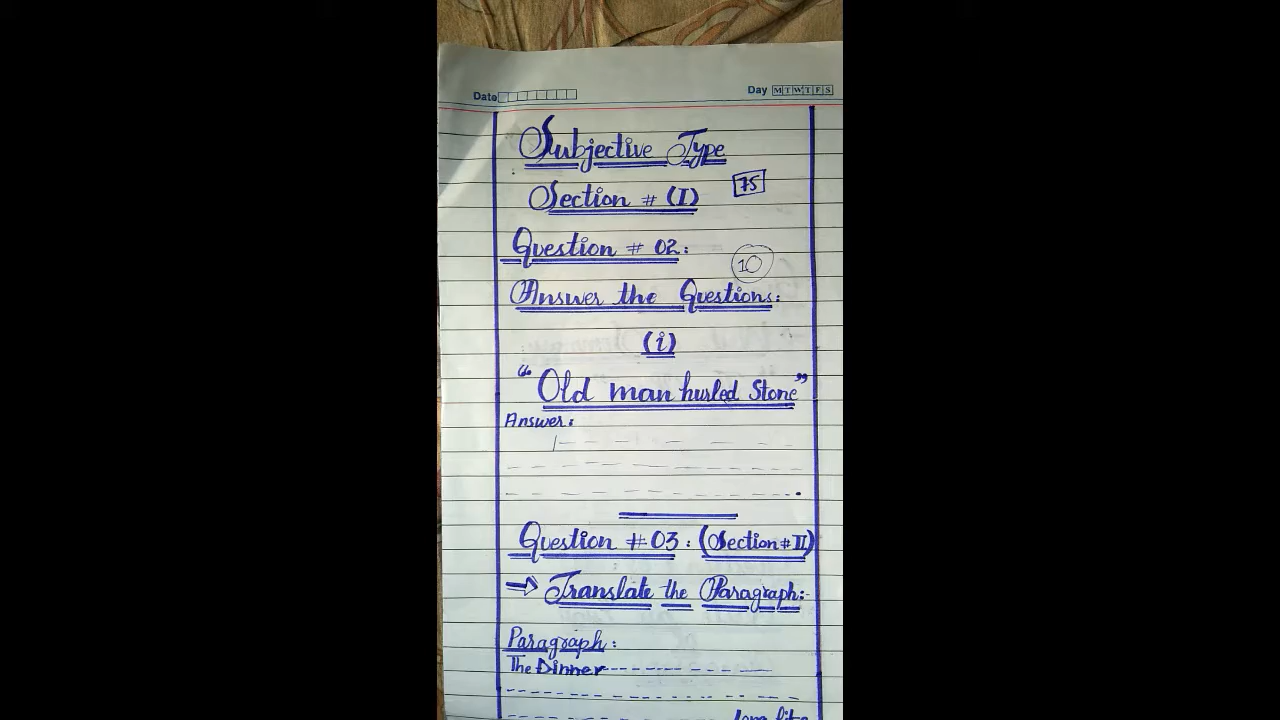 Date Day M T W T F S
Subjective Type
Section # (I) 75
Question # 02:
10
Answer the Questions:
(i)
"Old man hurled Stone"
Answer:
Question #03: (Section # II)
⇒ Translate the Paragraph:-
Paragraph:
The Dinner